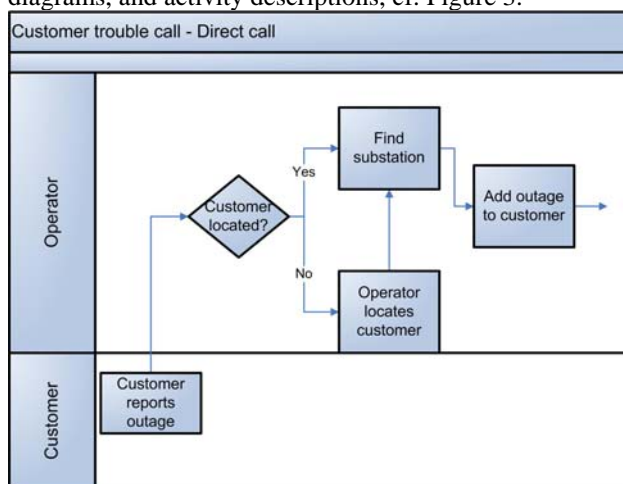 diagrams, and activity descriptions, cf. Figure 3.
Customer trouble call - Direct call
Operator
Customer
located?
Yes
No
Find
substation
Operator
locates
customer
Add outage
to customer
Customer
Customer
reports
outage